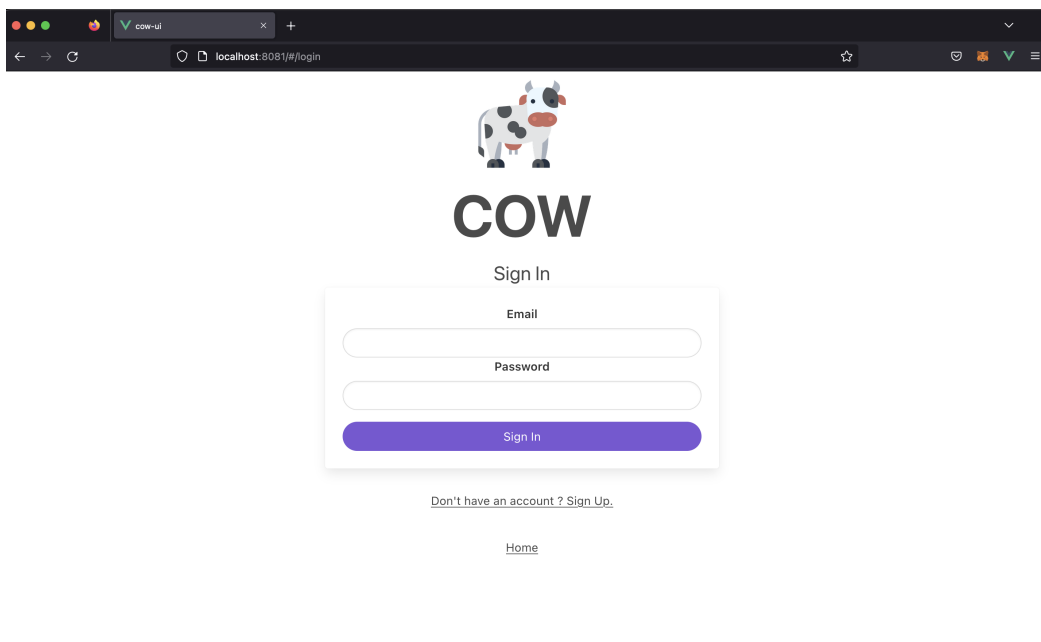 cow-ui
localhost:8081/#/login
COW
Sign In
Email
Password
Sign In
Don't have an account ? Sign Up.
Home